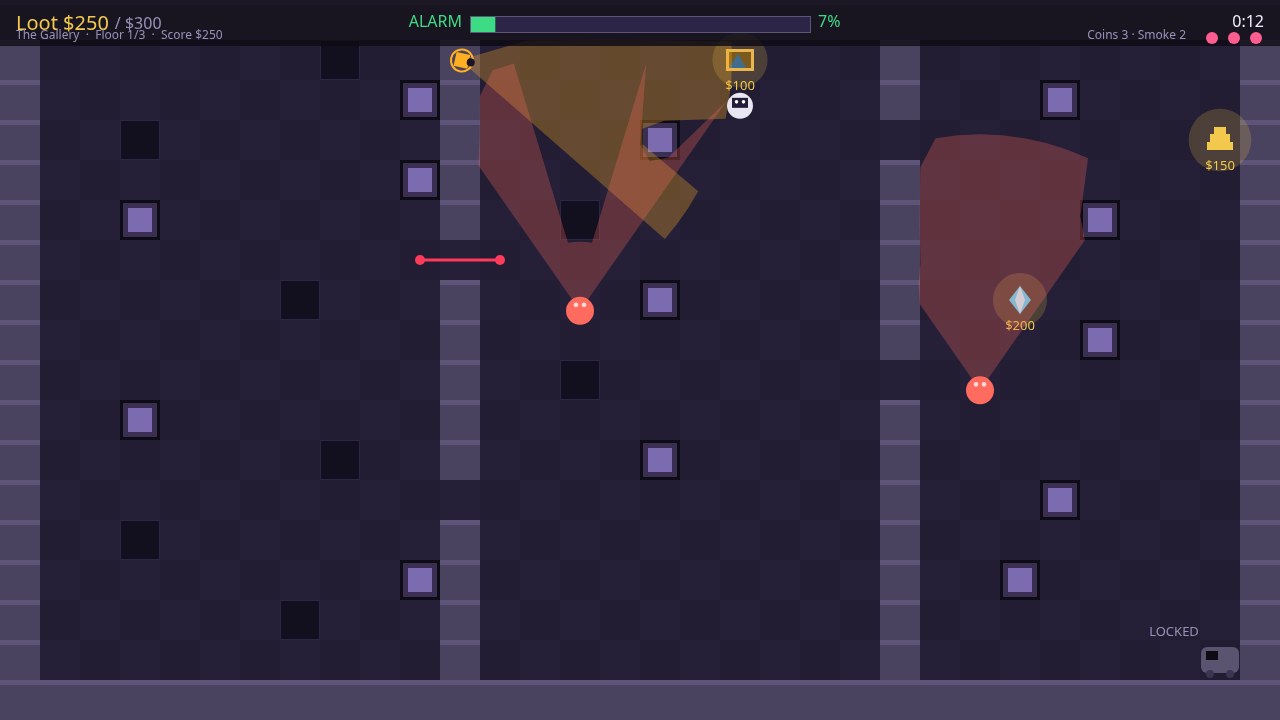 Loot $250 / $300
ALARM 7%
0:12
The Gallery · Floor 1/3 · Score $250
Coins 3 · Smoke 2
$100
$150
$200
LOCKED